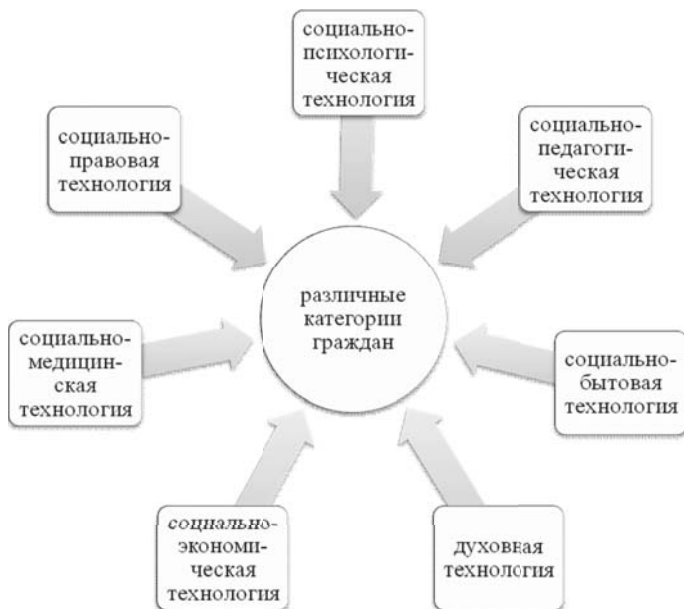 социально-
психологи-
ческая
технология
социально-
правовая
технология
социально-
педагоги-
ческая
технология
различные
категории
граждан
социально-
медицин-
ская
технология
социально-
бытовая
технология
социально-
экономи-
ческая
технология
духовная
технология